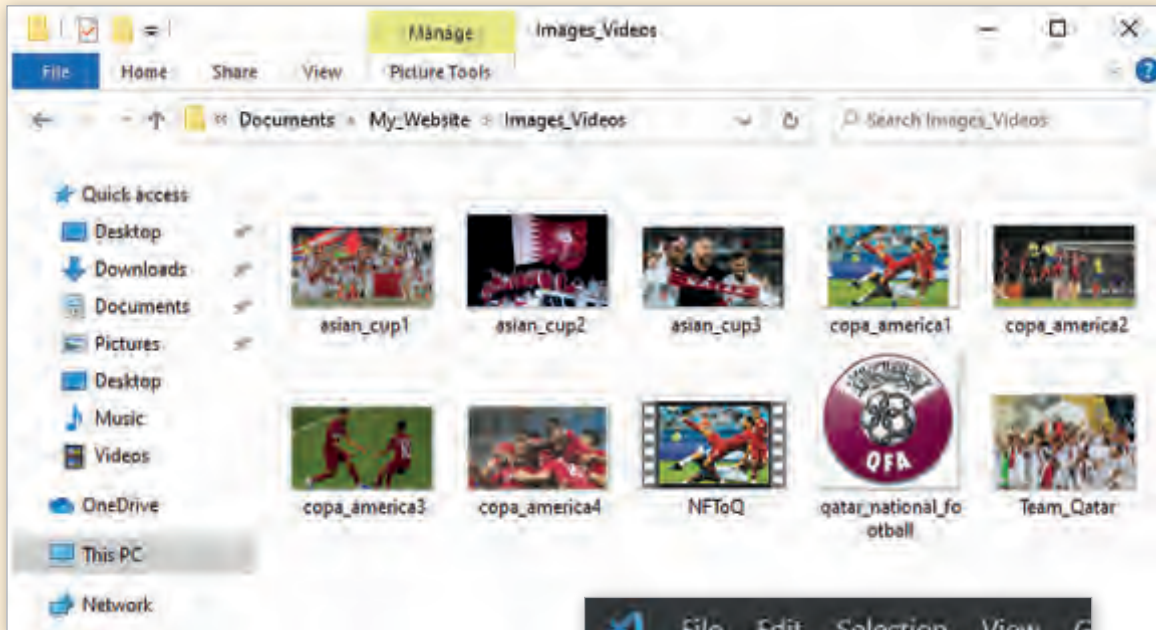 Manage Images_Videos
File Home Share View Picture Tools
Documents My_Website Images_Videos Search Images_Videos
Quick access
Desktop
Downloads
Documents
Pictures
Desktop
Music
Videos
OneDrive
This PC
Network
asian_cup1 asian_cup2 asian_cup3 copa_america1 copa_america2
QFA
copa_america3 copa_america4 NFToQ qatar_national_fo
otball Team_Qatar
File Edit Selection View